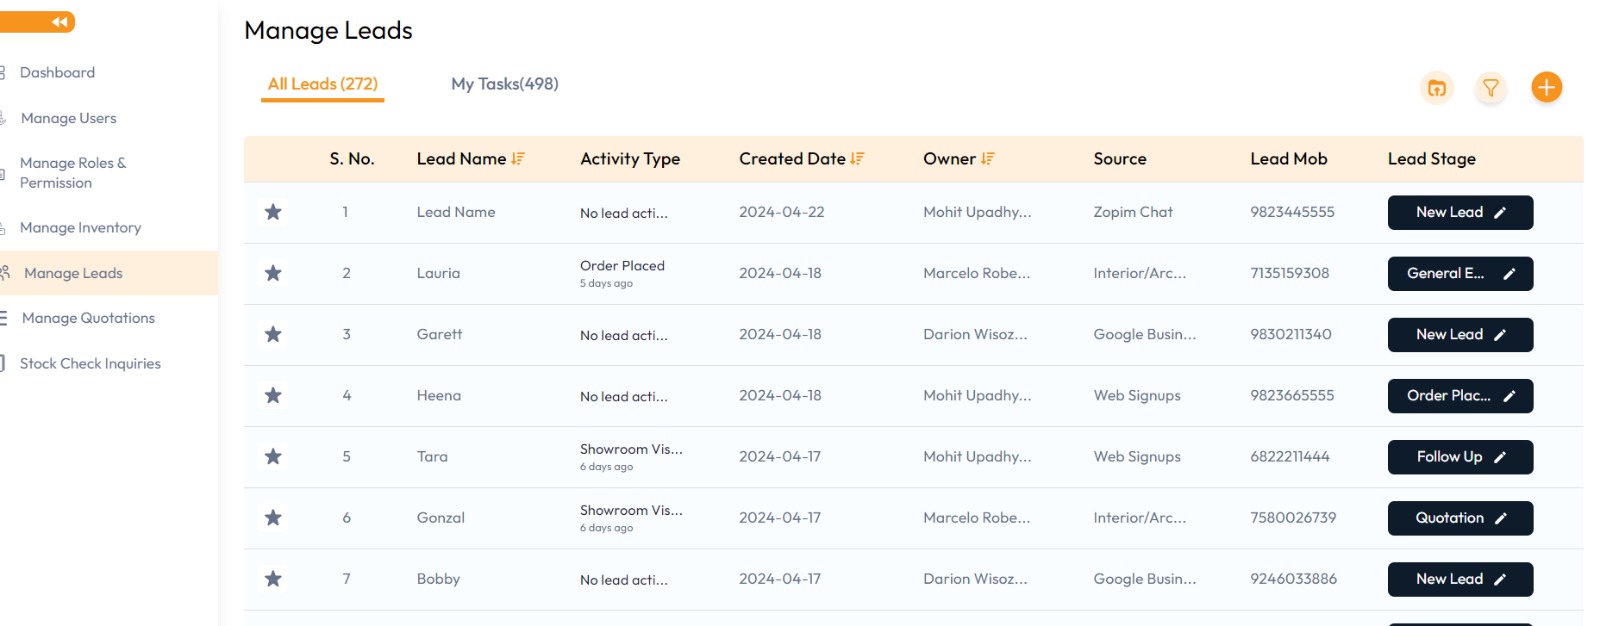 Manage Leads
Dashboard
Manage Users
Manage Roles &
Permission
Manage Inventory
Manage Leads
Manage Quotations
Stock Check Inquiries
All Leads (272) My Tasks(498)
S. No. Lead Name Activity Type Created Date Owner Source Lead Mob Lead Stage
1 Lead Name No lead acti... 2024-04-22 Mohit Upadhy... Zopim Chat 9823445555 New Lead
2 Lauria Order Placed 2024-04-18 Marcelo Robe... Interior/Arc... 7135159308 General E...
5 days ago
3 Garett No lead acti... 2024-04-18 Darion Wisoz... Google Busin... 9830211340 New Lead
4 Heena No lead acti... 2024-04-18 Mohit Upadhy... Web Signups 9823665555 Order Plac...
5 Tara Showroom Vis... 2024-04-17 Mohit Upadhy... Web Signups 6822211444 Follow Up
6 days ago
6 Gonzal Showroom Vis... 2024-04-17 Marcelo Robe... Interior/Arc... 7580026739 Quotation
6 days ago
7 Bobby No lead acti... 2024-04-17 Darion Wisoz... Google Busin... 9246033886 New Lead